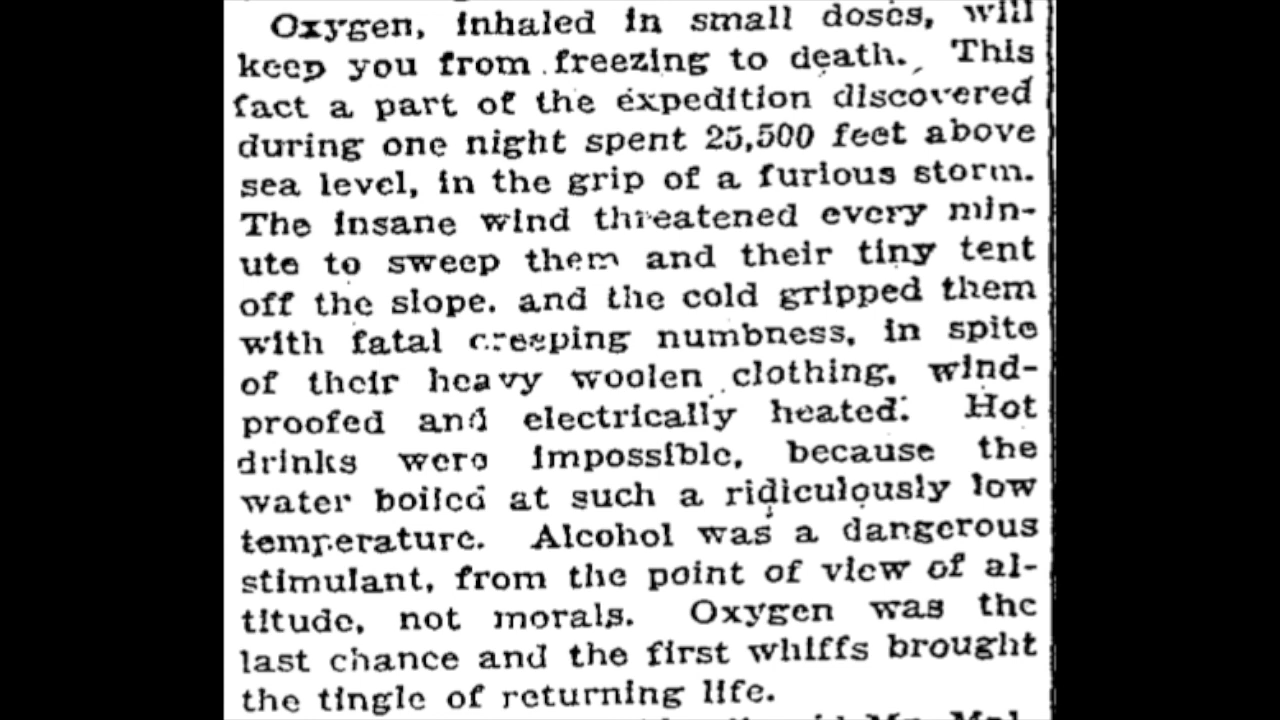 Oxygen, inhaled in small doses, will
keep you from freezing to death. This
fact a part of the expedition discovered
during one night spent 25,500 feet above
sea level, in the grip of a furious storm.
The insane wind threatened every min-
ute to sweep them and their tiny tent
off the slope, and the cold gripped them
with fatal creeping numbness, in spite
of their heavy woolen clothing, wind-
proofed and electrically heated. Hot
drinks were impossible, because the
water boiled at such a ridiculously low
temperature. Alcohol was a dangerous
stimulant, from the point of view of al-
titude, not morals. Oxygen was the
last chance and the first whiffs brought
the tingle of returning life.